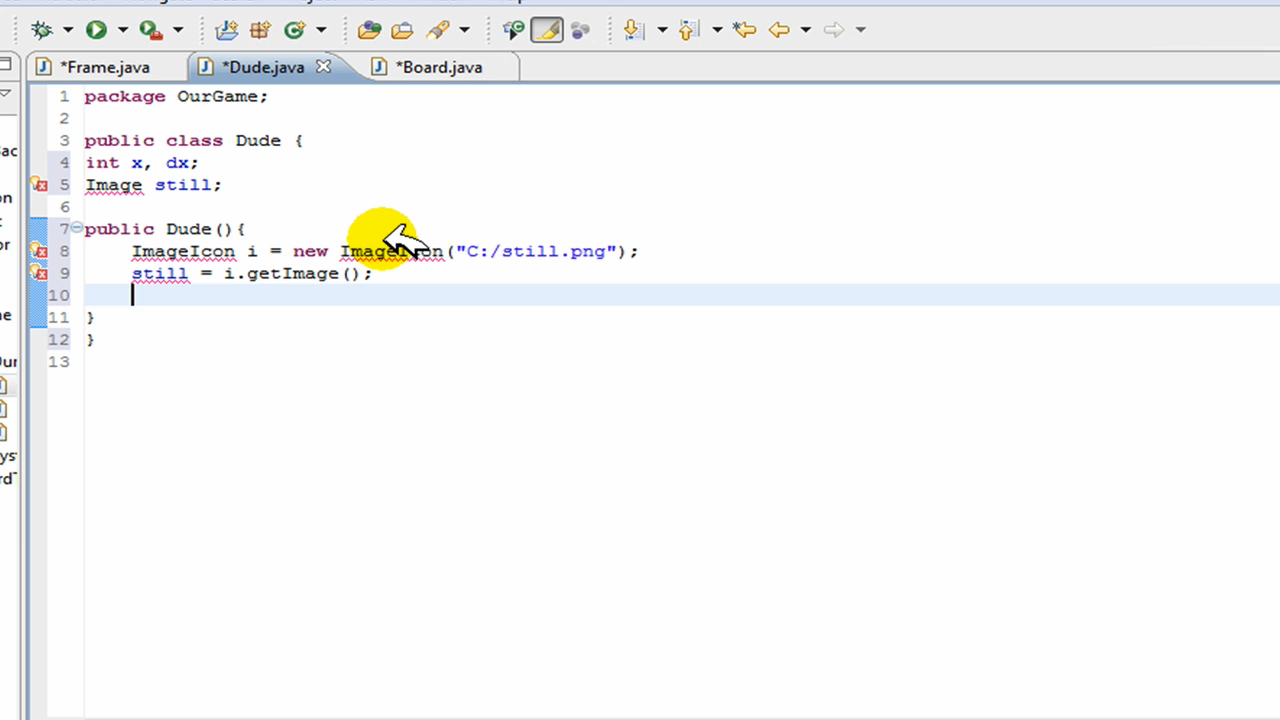 *Frame.java *Dude.java *Board.java
1 package OurGame;
2
3 public class Dude {
4 int x, dx;
5 Image still;
6
7 public Dude(){
8 ImageIcon i = new ImageIcon("C:/still.png");
9 still = i.getImage();
10
11 }
12 }
13